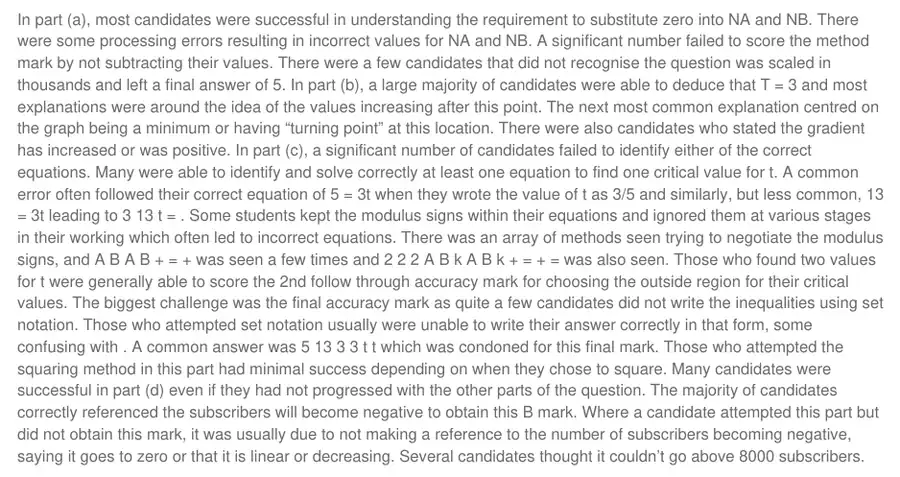 In part (a), most candidates were successful in understanding the requirement to substitute zero into NA and NB. There
were some processing errors resulting in incorrect values for NA and NB. A significant number failed to score the method
mark by not subtracting their values. There were a few candidates that did not recognise the question was scaled in
thousands and left a final answer of 5. In part (b), a large majority of candidates were able to deduce that T = 3 and most
explanations were around the idea of the values increasing after this point. The next most common explanation centred on
the graph being a minimum or having “turning point” at this location. There were also candidates who stated the gradient
has increased or was positive. In part (c), a significant number of candidates failed to identify either of the correct
equations. Many were able to identify and solve correctly at least one equation to find one critical value for t. A common
error often followed their correct equation of 5 = 3t when they wrote the value of t as 3/5 and similarly, but less common, 13
= 3t leading to 3 13 t = . Some students kept the modulus signs within their equations and ignored them at various stages
in their working which often led to incorrect equations. There was an array of methods seen trying to negotiate the modulus
signs, and A B A B + = + was seen a few times and 2 2 2 A B k A B k + = + = was also seen. Those who found two values
for t were generally able to score the 2nd follow through accuracy mark for choosing the outside region for their critical
values. The biggest challenge was the final accuracy mark as quite a few candidates did not write the inequalities using set
notation. Those who attempted set notation usually were unable to write their answer correctly in that form, some
confusing with . A common answer was 5 13 3 3 t t which was condoned for this final mark. Those who attempted the
squaring method in this part had minimal success depending on when they chose to square. Many candidates were
successful in part (d) even if they had not progressed with the other parts of the question. The majority of candidates
correctly referenced the subscribers will become negative to obtain this B mark. Where a candidate attempted this part but
did not obtain this mark, it was usually due to not making a reference to the number of subscribers becoming negative,
saying it goes to zero or that it is linear or decreasing. Several candidates thought it couldn’t go above 8000 subscribers.